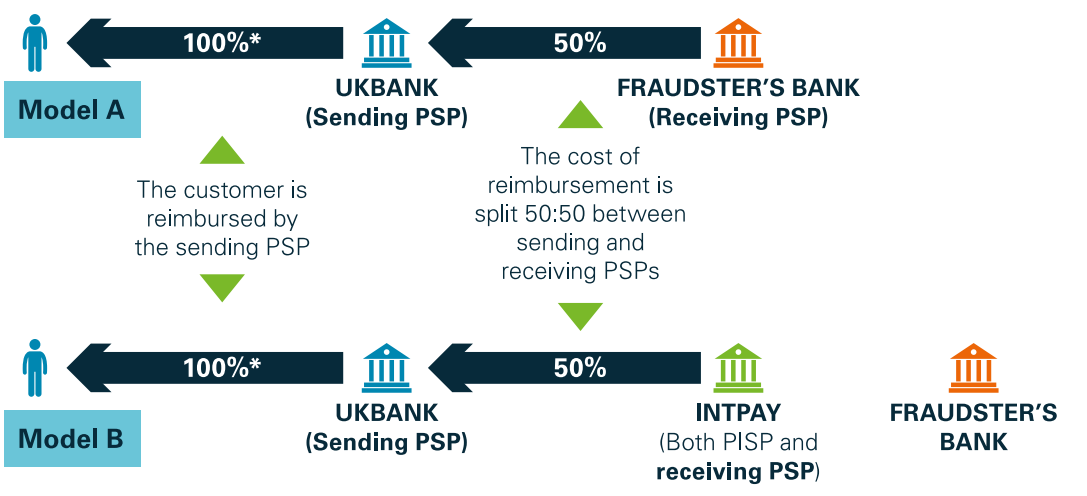 100%*
50%
UKBANK
(Sending PSP)
FRAUDSTER'S BANK
(Receiving PSP)
Model A
The customer is
reimbursed by
the sending PSP
The cost of
reimbursement is
split 50:50 between
sending and
receiving PSPs
100%*
50%
UKBANK
(Sending PSP)
INTPAY
(Both PISP and
receiving PSP)
FRAUDSTER'S
BANK
Model B